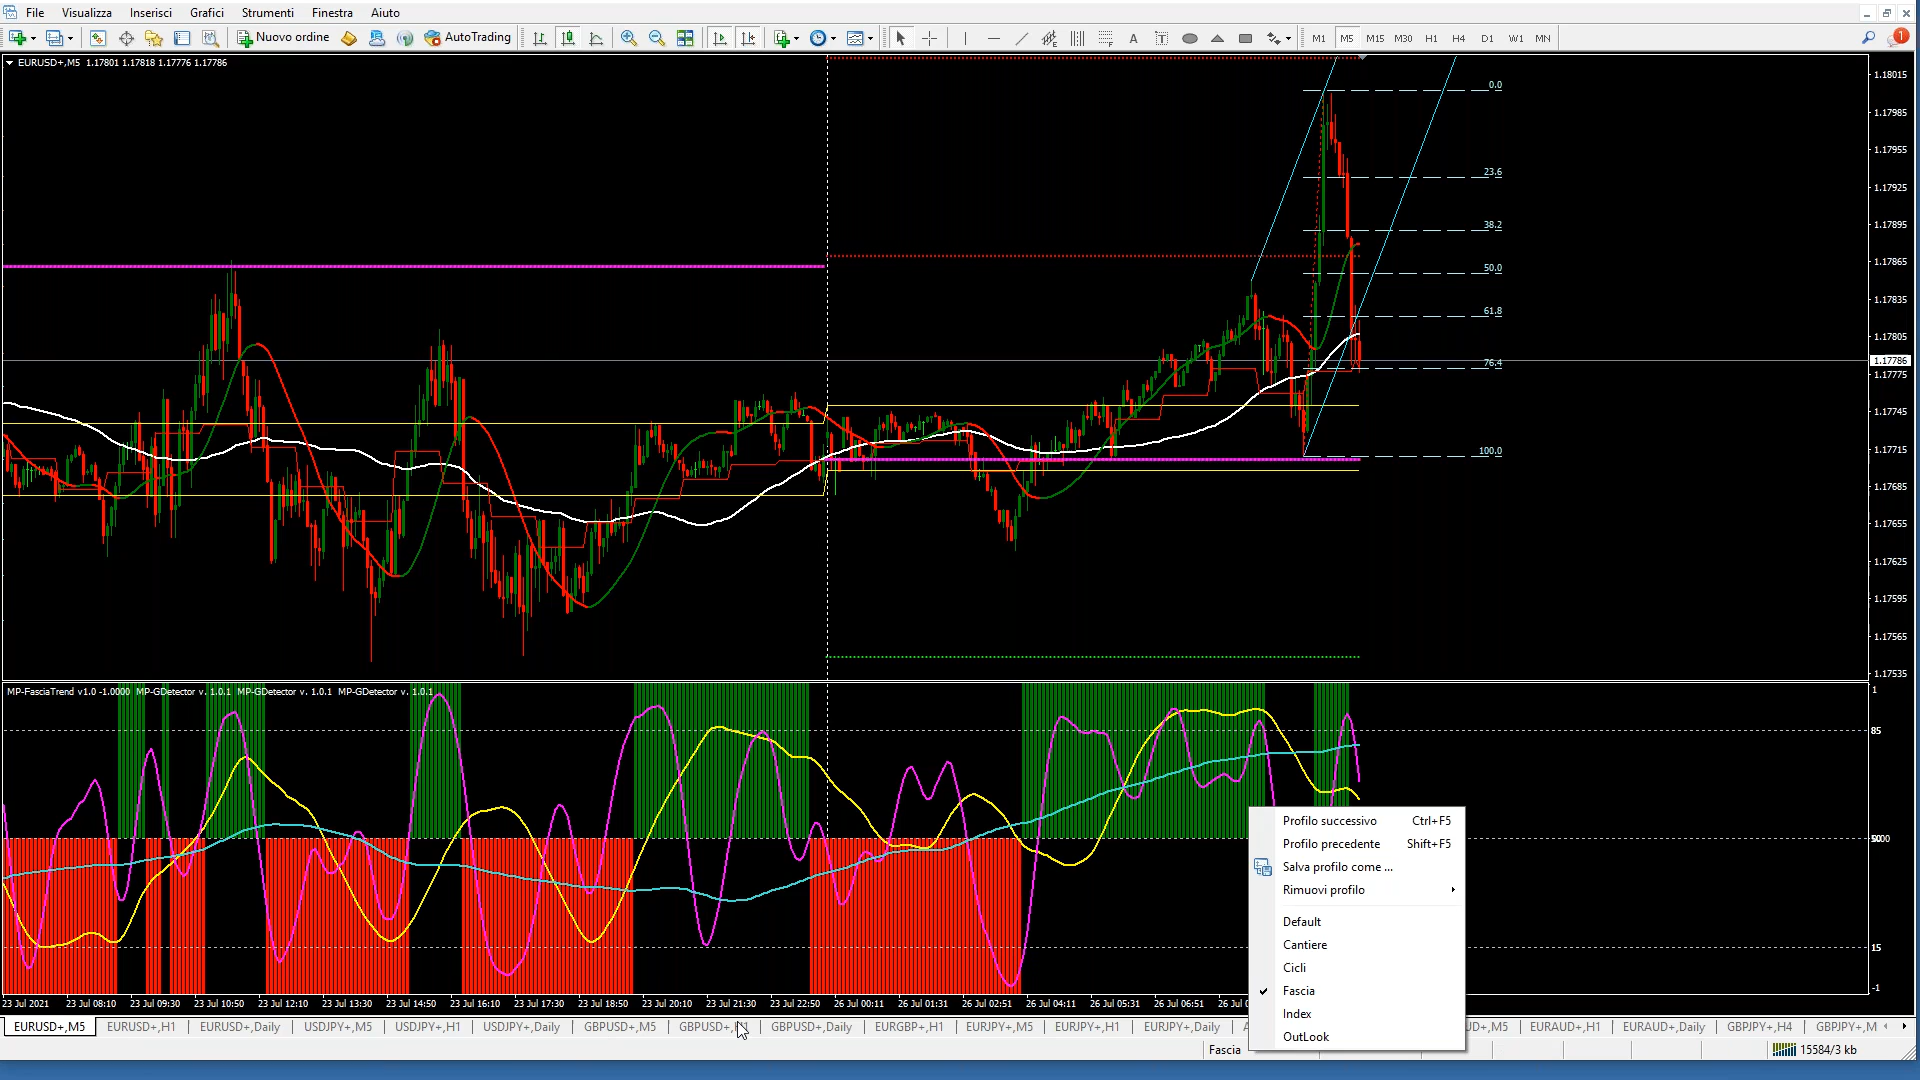 File Visualizza Inserisci Grafici Strumenti Finestra Aiuto
Nuovo ordine AutoTrading A T M1 M5 M15 M30 H1 H4 D1 W1 MN 1
EURUSD+,M5 1.17801 1.17818 1.17776 1.17786
1.18015
0.0
1.17985
1.17955
23.6
1.17925
38.2
1.17895
1.17865
50.0
1.17835
61.8
1.17805
1.17786
76.4
1.17775
1.17745
100.0
1.17715
1.17685
1.17655
1.17625
1.17595
1.17565
1.17535
MP-FasciaTrend v1.0 -1.0000 MP-GDetector v. 1.0.1 MP-GDetector v. 1.0.1 MP-GDetector v. 1.0.1
1
85
15
-1
Profilo successivo Ctrl+F5
Profilo precedente Shift+F5
Salva profilo come ...
Rimuovi profilo
Default
Cantiere
Cicli
Fascia
Index
OutLook
23 Jul 2021 23 Jul 08:10 23 Jul 09:30 23 Jul 10:50 23 Jul 12:10 23 Jul 13:30 23 Jul 14:50 23 Jul 16:10 23 Jul 17:30 23 Jul 18:50 23 Jul 20:10 23 Jul 21:30 23 Jul 22:50 26 Jul 00:11 26 Jul 01:31 26 Jul 02:51 26 Jul 04:11 26 Jul 05:31 26 Jul 06:51 26 Jul
EURUSD+,M5 EURUSD+,H1 EURUSD+,Daily USDJPY+,M5 USDJPY+,H1 USDJPY+,Daily GBPUSD+,M5 GBPUSD+, GBPUSD+,Daily EURGBP+,H1 EURJPY+,M5 EURJPY+,H1 EURJPY+,Daily D+,M5 EURAUD+,H1 EURAUD+,Daily GBPJPY+,H4 GBPJPY+,M
Fascia 15584/3 kb